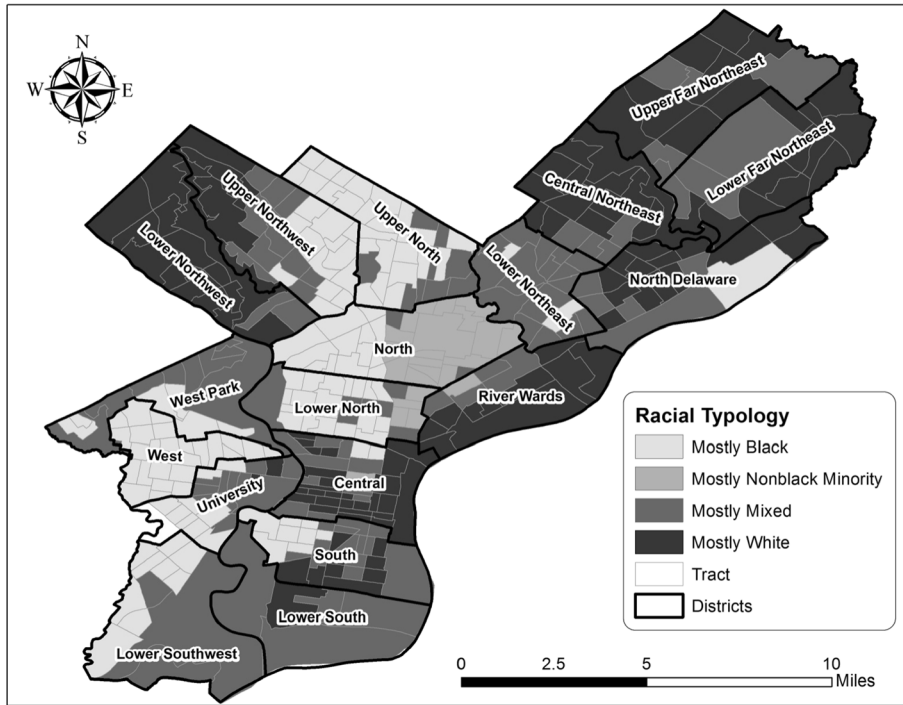 N
W E
S
Upper Far Northeast
Lower Far Northeast
Central Northeast
Upper Northwest
Upper North
Lower Northwest
Lower Northeast
North Delaware
North
West Park
Lower North
River Wards
West
Central
University
South
Lower South
Lower Southwest
Racial Typology
Mostly Black
Mostly Nonblack Minority
Mostly Mixed
Mostly White
Tract
Districts
0 2.5 5 10
Miles